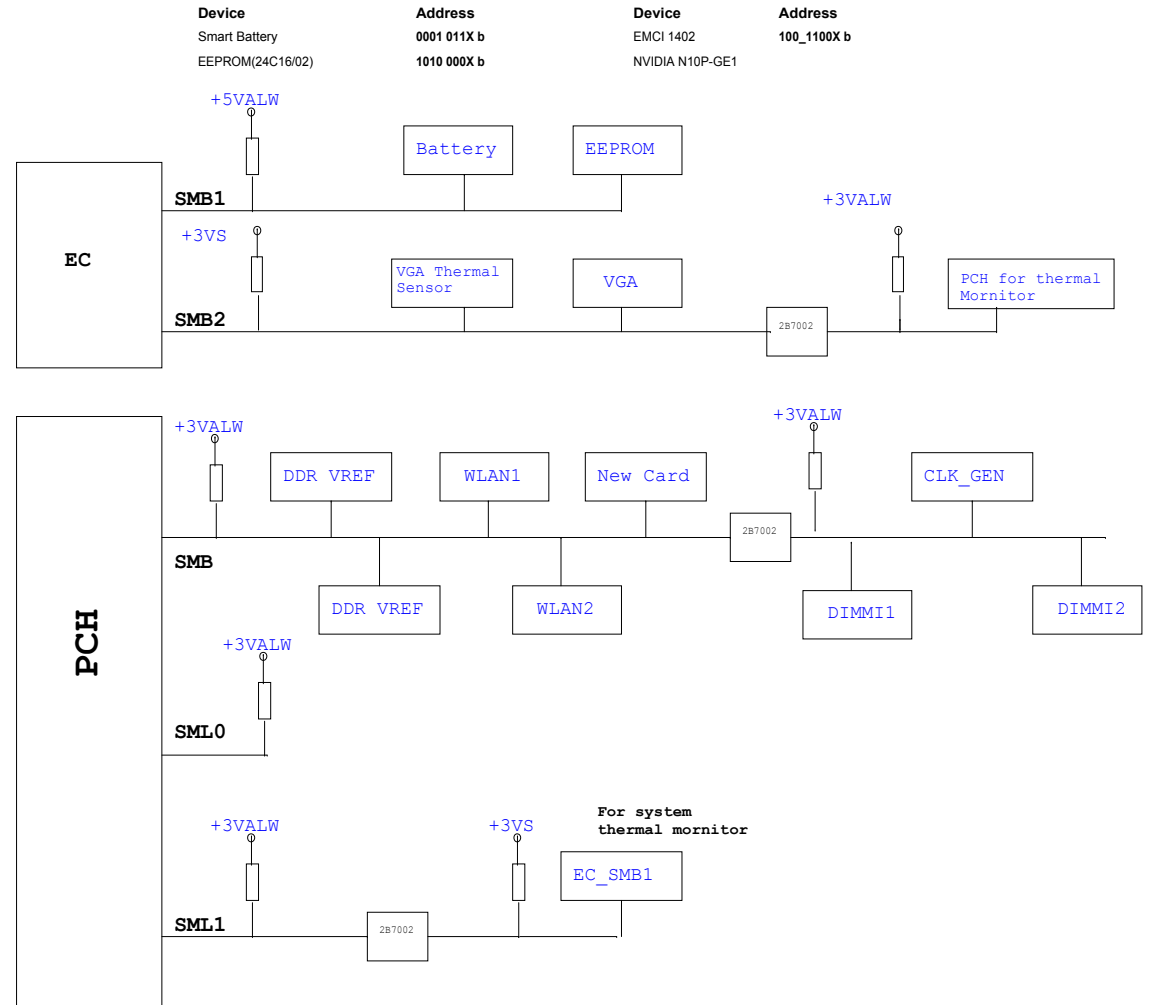 Device Address Device Address
Smart Battery 0001 011X b EMCI 1402 100_1100X b
EEPROM(24C16/02) 1010 000X b NVIDIA N10P-GE1
+5VALW
Battery EEPROM
SMB1
+3VALW
+3VS
EC
VGA Thermal
Sensor
VGA
PCH for thermal
Mornitor
SMB2
2B7002
+3VALW
+3VALW
DDR VREF WLAN1 New Card CLK_GEN
2B7002
SMB
DDR VREF WLAN2 DIMMI1 DIMMI2
PCH
+3VALW
SML0
For system
thermal mornitor
+3VALW +3VS
EC_SMB1
SML1
2B7002